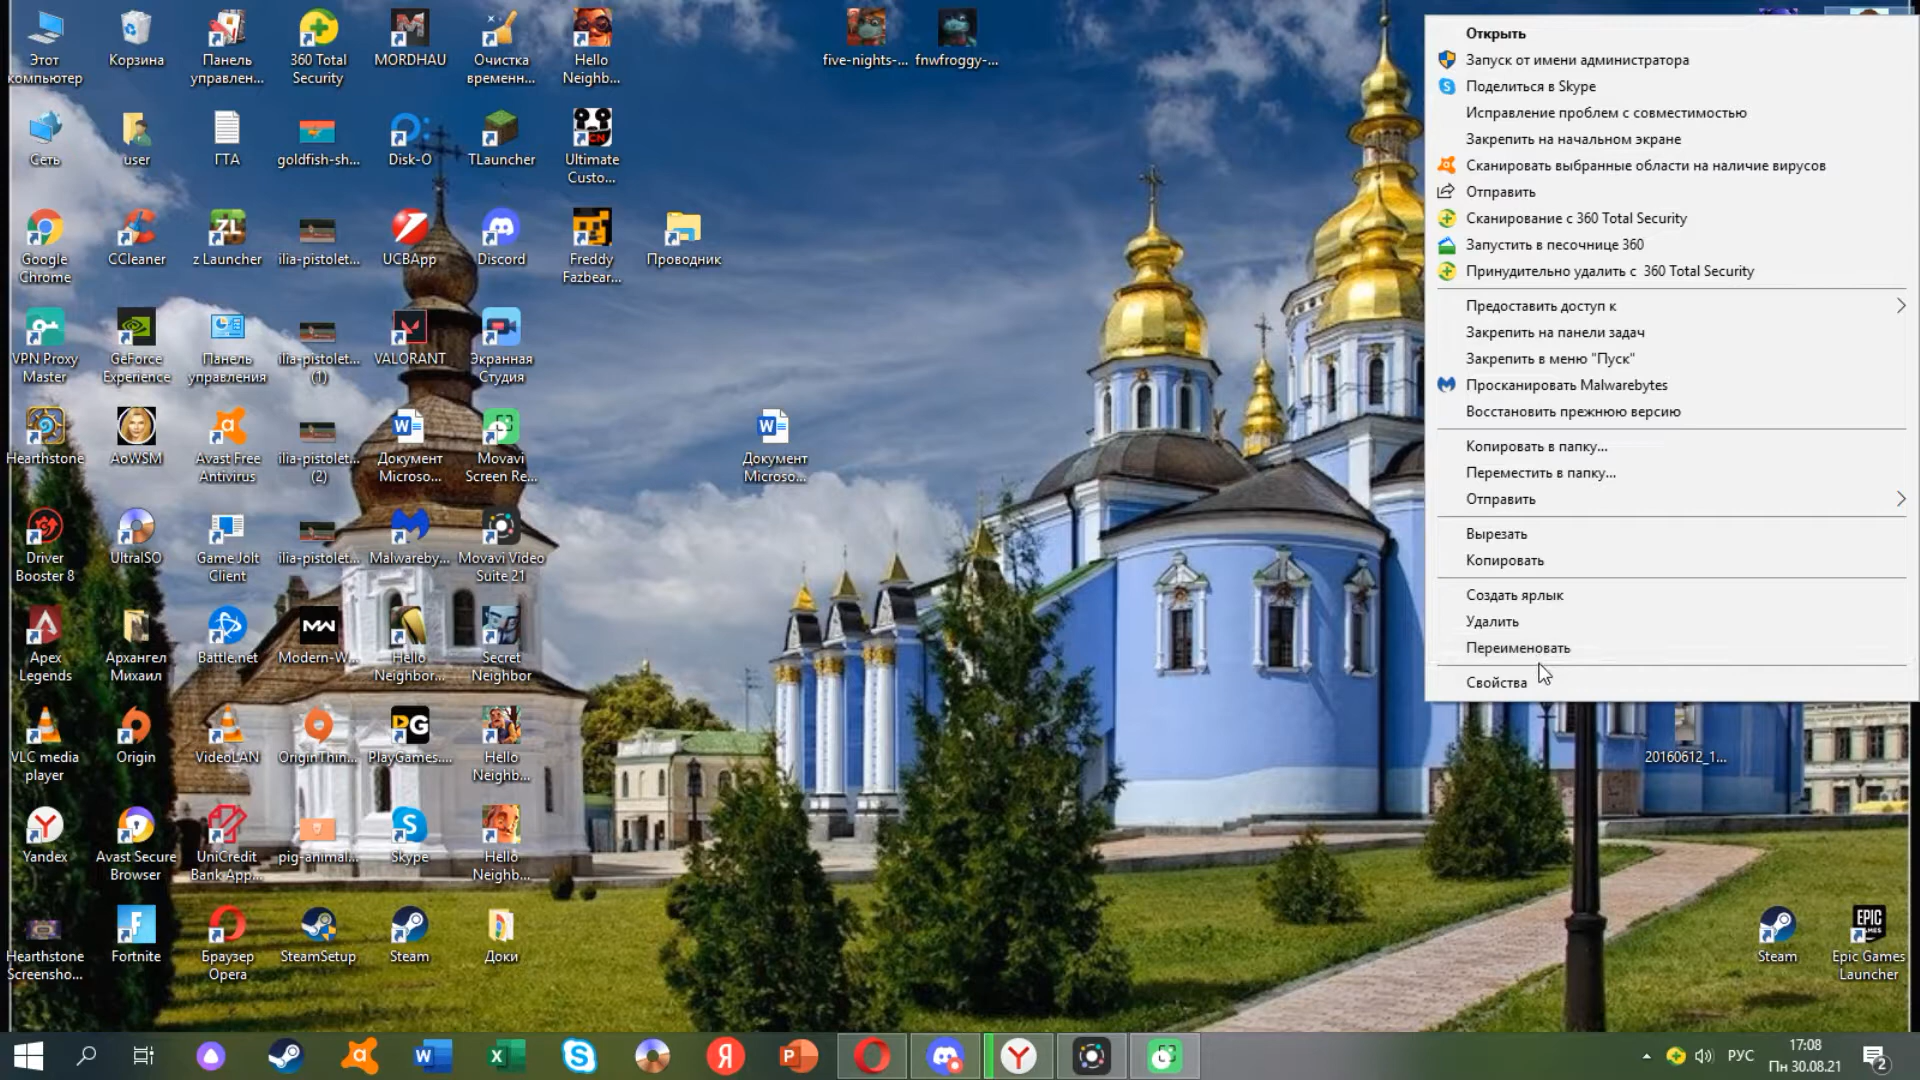 Этот
компьютер
Корзина
Панель
управлен...
360 Total
Security
MORDHAU
Очистка
временн...
Hello
Neighb...
five-nights-...
fnwfroggy-...
Сеть
user
ГТА
goldfish-sh...
Disk-O
TLauncher
Ultimate
Custo...
Google
Chrome
CCleaner
z Launcher
ilia-pistolet...
UCBApp
Discord
Freddy
Fazbear...
Проводник
VPN Proxy
Master
GeForce
Experience
Панель
управления
ilia-pistolet...
(1)
VALORANT
Экранная
Студия
Hearthstone
AoWSM
Avast Free
Antivirus
ilia-pistolet...
(2)
Документ
Microso...
Movavi
Screen Re...
Документ
Microso...
Driver
Booster 8
UltraISO
GameJolt
Client
ilia-pistolet...
Malwareby...
Movavi Video
Suite 21
Apex
Legends
Архангел
Михаил
Battle.net
Modern-W...
Hello
Neighbor...
Secret
Neighbor
VLC media
player
Origin
VideoLAN
OriginThin...
PlayGames....
Hello
Neighb...
20160612_1...
Yandex
Avast Secure
Browser
UniCredit
Bank App...
pig-animal...
Skype
Hello
Neighb...
Hearthstone
Screensho...
Fortnite
Браузер
Opera
SteamSetup
Steam
Доки
Steam
EPIC
GAMES
Epic Games
Launcher
Открыть
Запуск от имени администратора
Поделиться в Skype
Исправление проблем с совместимостью
Закрепить на начальном экране
Сканировать выбранные области на наличие вирусов
Отправить
Сканирование с 360 Total Security
Запустить в песочнице 360
Принудительно удалить с  360 Total Security
Предоставить доступ к
Закрепить на панели задач
Закрепить в меню "Пуск"
Просканировать Malwarebytes
Восстановить прежнюю версию
Копировать в папку...
Переместить в папку...
Отправить
Вырезать
Копировать
Создать ярлык
Удалить
Переименовать
Свойства
РУС
17:08
Пн 30.08.21
2